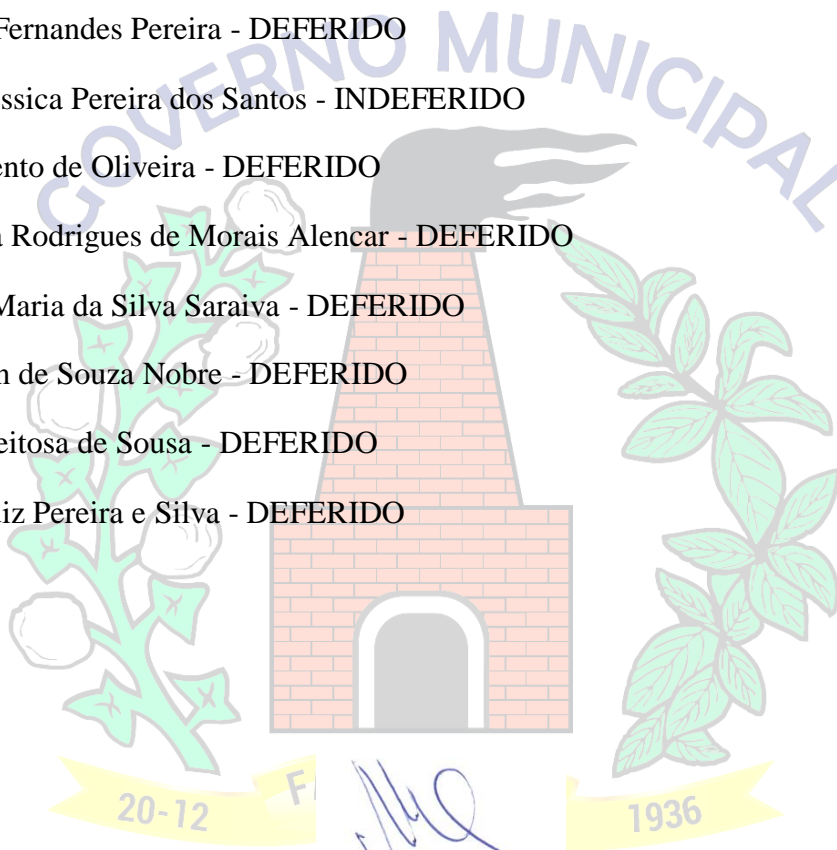 Fernandes Pereira - DEFERIDO
ssica Pereira dos Santos - INDEFERIDO
ento de Oliveira - DEFERIDO
a Rodrigues de Morais Alencar - DEFERIDO
Maria da Silva Saraiva - DEFERIDO
n de Souza Nobre - DEFERIDO
eitosa de Sousa - DEFERIDO
iz Pereira e Silva - DEFERIDO
GOVERNO MUNICIPAL
20-12
1936